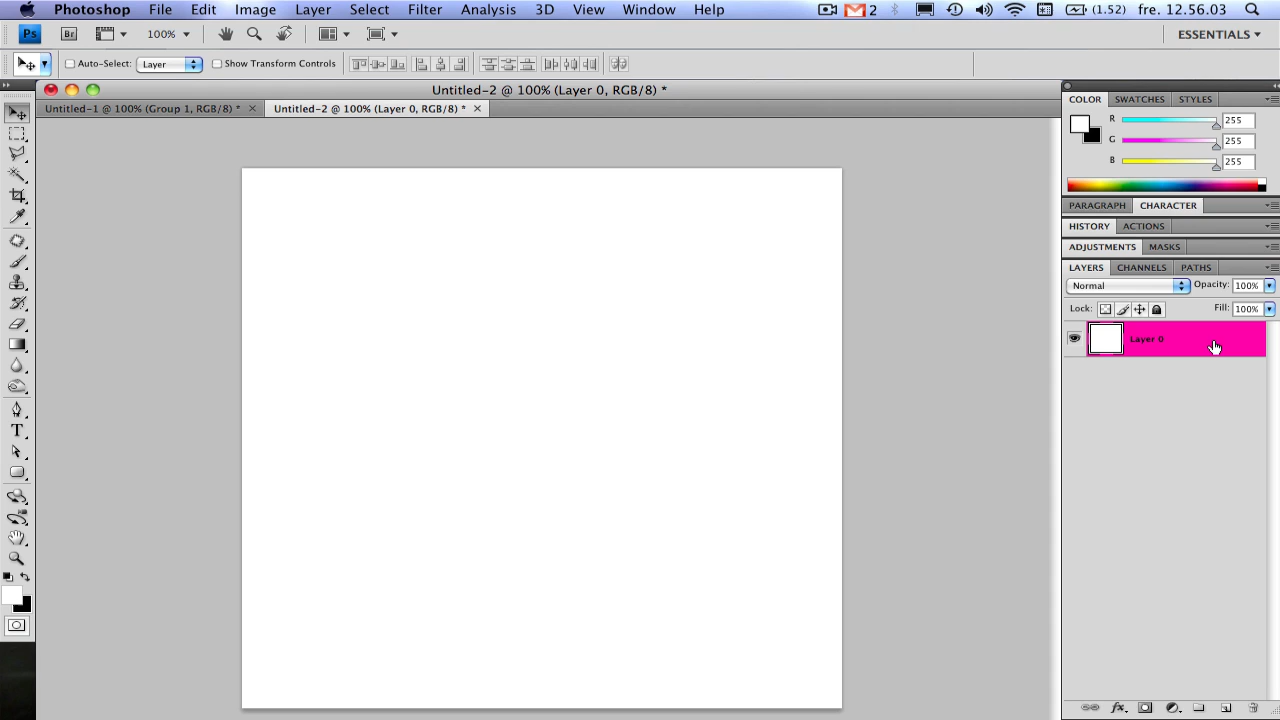 Photoshop File Edit Image Layer Select Filter Analysis 3D View Window Help 2 (1.52) fre. 12.56.03
Ps Br 100% ESSENTIALS
Auto-Select: Layer Show Transform Controls
Untitled-2 @ 100% (Layer 0, RGB/8) *
Untitled-1 @ 100% (Group 1, RGB/8) * Untitled-2 @ 100% (Layer 0, RGB/8) *
COLOR SWATCHES STYLES
R 255
G 255
B 255
PARAGRAPH CHARACTER
HISTORY ACTIONS
ADJUSTMENTS MASKS
LAYERS CHANNELS PATHS
Normal Opacity: 100%
Lock: Fill: 100%
Layer 0
T
fx